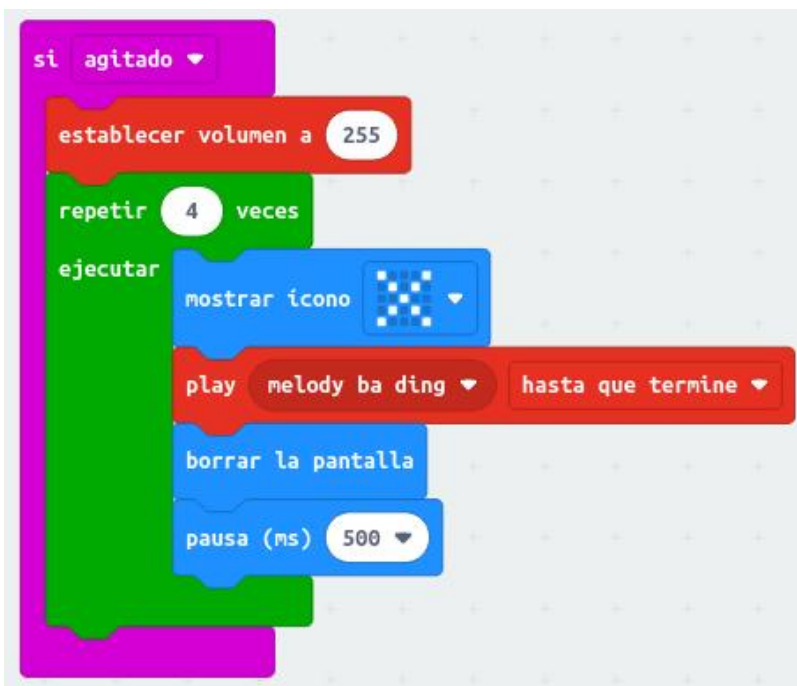 si agitado
establecer volumen a 255
repetir 4 veces
ejecutar
mostrar ícono
play melody ba ding hasta que termine
borrar la pantalla
pausa (ms) 500